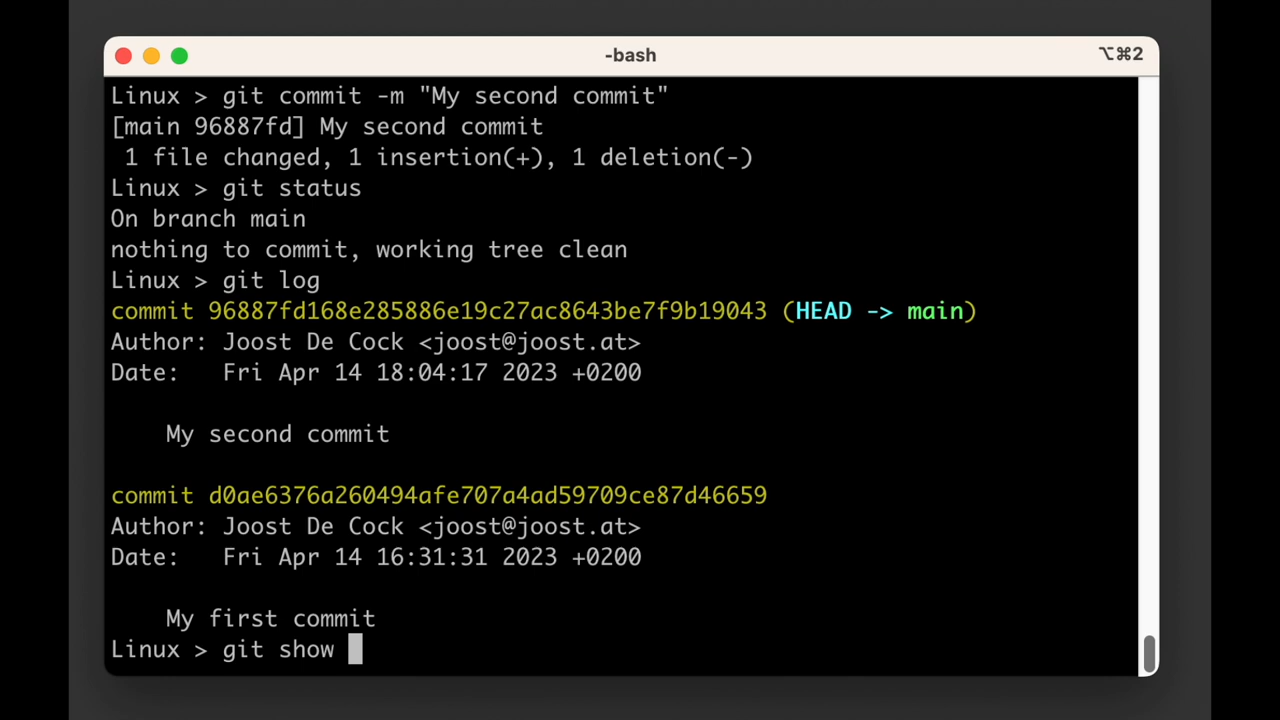 -bash
⌥⌘2
Linux > git commit -m "My second commit"
[main 96887fd] My second commit
 1 file changed, 1 insertion(+), 1 deletion(-)
Linux > git status
On branch main
nothing to commit, working tree clean
Linux > git log
commit 96887fd168e285886e19c27ac8643be7f9b19043 (HEAD -> main)
Author: Joost De Cock <joost@joost.at>
Date:   Fri Apr 14 18:04:17 2023 +0200
    My second commit
commit d0ae6376a260494afe707a4ad59709ce87d46659
Author: Joost De Cock <joost@joost.at>
Date:   Fri Apr 14 16:31:31 2023 +0200
    My first commit
Linux > git show